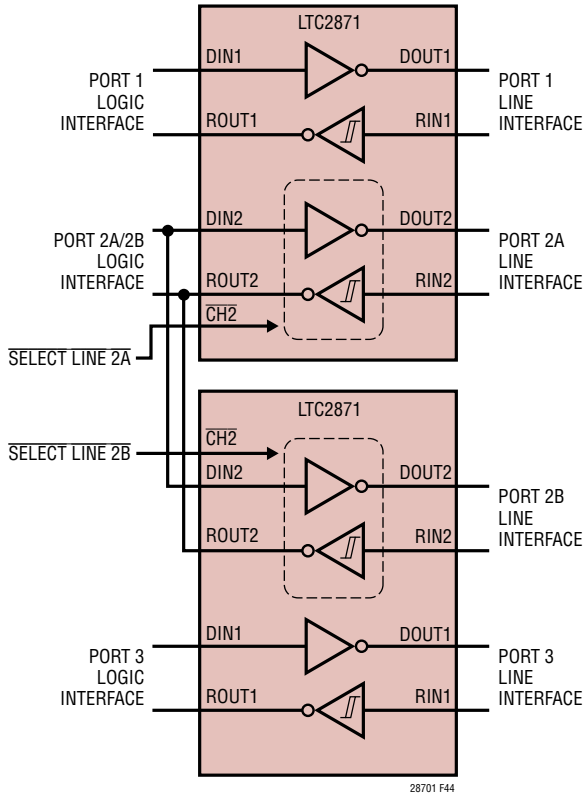 LTC2871
DIN1
DOUT1
PORT 1
LOGIC
INTERFACE
PORT 1
LINE
INTERFACE
ROUT1
RIN1
DIN2
DOUT2
PORT 2A/2B
LOGIC
INTERFACE
PORT 2A
LINE
INTERFACE
ROUT2
RIN2
CH2
SELECT LINE 2A
LTC2871
CH2
SELECT LINE 2B
DIN2
DOUT2
PORT 2B
LINE
INTERFACE
ROUT2
RIN2
DIN1
DOUT1
PORT 3
LOGIC
INTERFACE
PORT 3
LINE
INTERFACE
ROUT1
RIN1
28701 F44